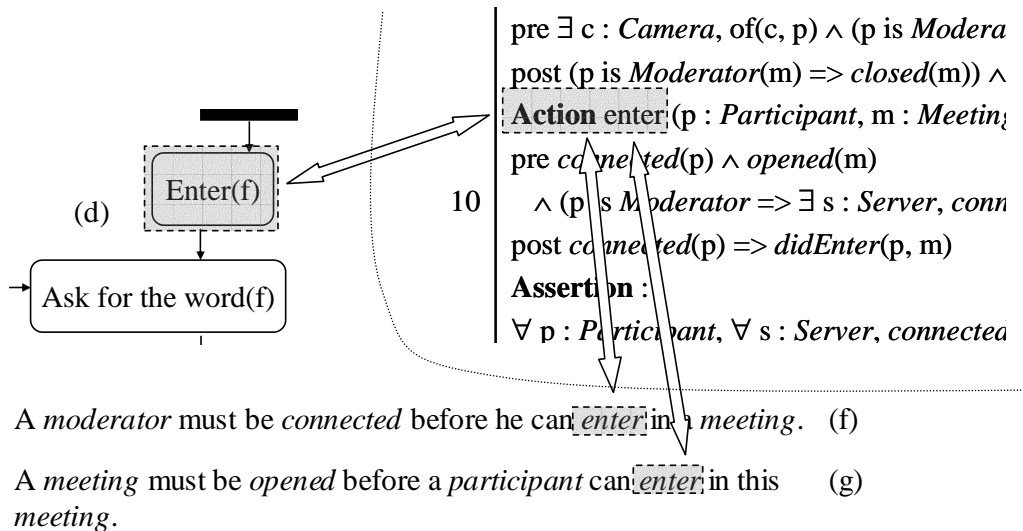 pre ∃ c : Camera, of(c, p) ∧ (p is Modera
post (p is Moderator(m) => closed(m)) ∧
Action enter (p : Participant, m : Meeting
pre connected(p) ∧ opened(m)
10 ∧ (p is Moderator => ∃ s : Server, conn
post connected(p) => didEnter(p, m)
Assertion :
∀ p : Participant, ∀ s : Server, connected
Enter(f)
(d)
Ask for the word(f)
A moderator must be connected before he can enter in a meeting. (f)
A meeting must be opened before a participant can enter in this (g)
meeting.